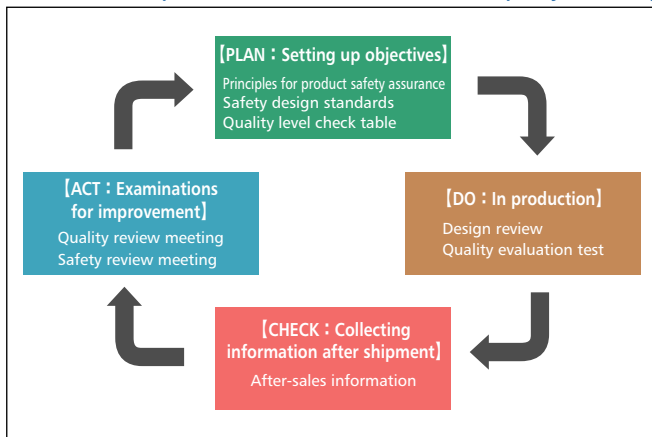 【PLAN：Setting up objectives】
Principles for product safety assurance
Safety design standards
Quality level check table
【DO：In production】
Design review
Quality evaluation test
【CHECK：Collecting
information after shipment】
After-sales information
【ACT：Examinations
for improvement】
Quality review meeting
Safety review meeting